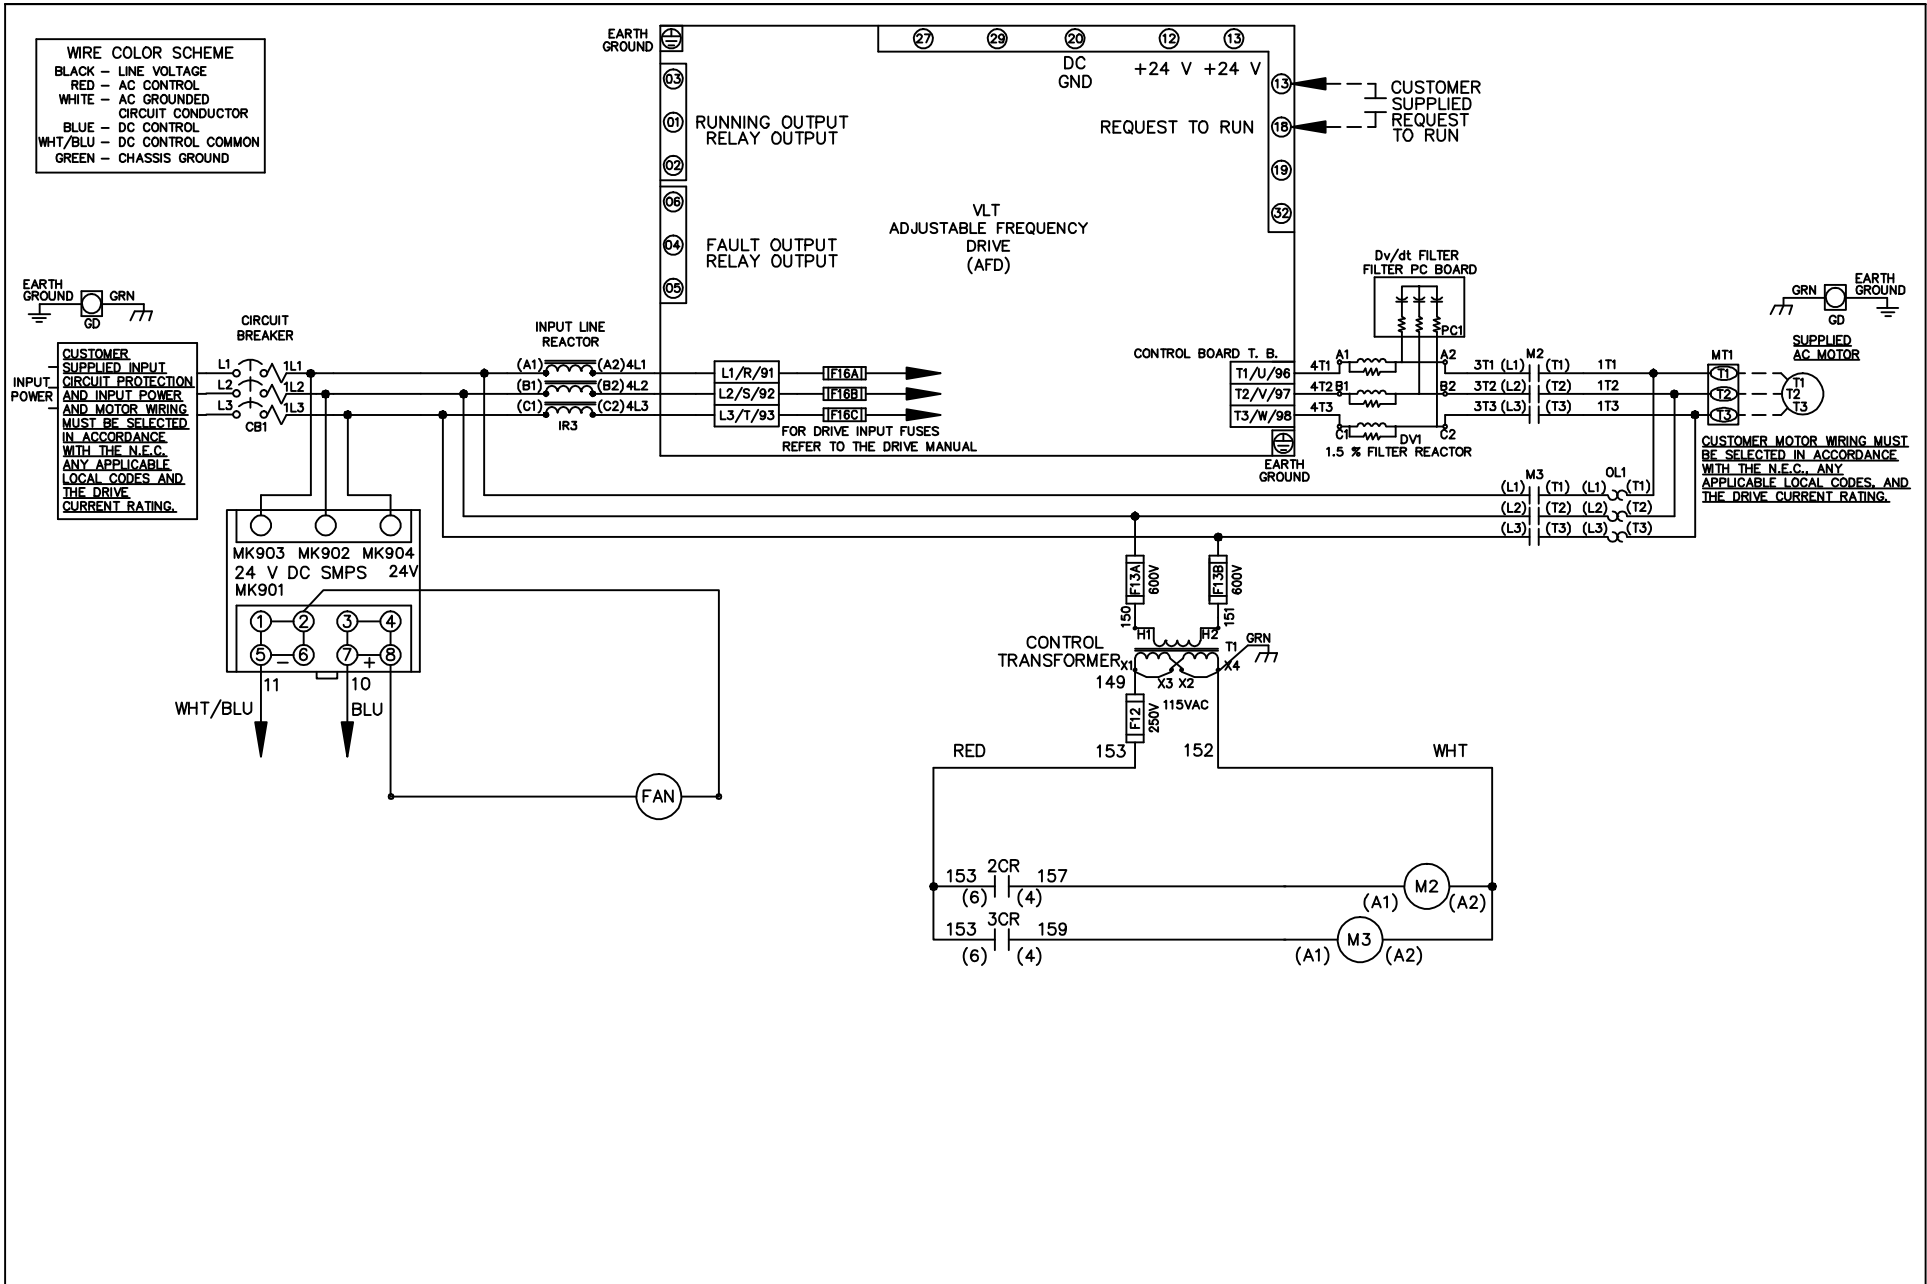 WIRE COLOR SCHEME
BLACK – LINE VOLTAGE
RED – AC CONTROL
WHITE – AC GROUNDED
CIRCUIT CONDUCTOR
BLUE – DC CONTROL
WHT/BLU – DC CONTROL COMMON
GREEN – CHASSIS GROUND
EARTH
GROUND
27 29 20 12 13
DC
GND
+24 V +24 V
03
01
02
RUNNING OUTPUT
RELAY OUTPUT
06
04
05
FAULT OUTPUT
RELAY OUTPUT
13
18
19
32
REQUEST TO RUN
CUSTOMER
SUPPLIED
REQUEST
TO RUN
VLT
ADJUSTABLE FREQUENCY
DRIVE
(AFD)
Dv/dt FILTER
FILTER PC BOARD
PC1
EARTH
GROUND
GRN
GD
GRN
EARTH
GROUND
GD
SUPPLIED
AC MOTOR
INPUT
POWER
CUSTOMER
SUPPLIED INPUT
CIRCUIT PROTECTION
AND INPUT POWER
AND MOTOR WIRING
MUST BE SELECTED
IN ACCORDANCE
WITH THE N.E.C.
ANY APPLICABLE
LOCAL CODES AND
THE DRIVE
CURRENT RATING.
CIRCUIT
BREAKER
L1 1L1
L2 1L2
L3 1L3
CB1
INPUT LINE
REACTOR
(A1) (A2) 4L1
(B1) (B2) 4L2
(C1) (C2) 4L3
IR3
L1/R/91 F16A
L2/S/92 F16B
L3/T/93 F16C
FOR DRIVE INPUT FUSES
REFER TO THE DRIVE MANUAL
CONTROL BOARD T. B.
T1/U/96 4T1 A1 A2 3T1 (L1) M2 (T1) 1T1
T2/V/97 4T2 B1 B2 3T2 (L2) (T2) 1T2
T3/W/98 4T3 C1 C2 3T3 (L3) (T3) 1T3
DV1
1.5 % FILTER REACTOR
EARTH
GROUND
MT1
T1
T2
T3
T1
T2
T3
CUSTOMER MOTOR WIRING MUST
BE SELECTED IN ACCORDANCE
WITH THE N.E.C., ANY
APPLICABLE LOCAL CODES, AND
THE DRIVE CURRENT RATING.
M3 OL1
(L1) (T1) (L1) (T1)
(L2) (T2) (L2) (T2)
(L3) (T3) (L3) (T3)
MK903 MK902 MK904
24 V DC SMPS 24V
MK901
1 2 3 4
5 – 6 7 + 8
11 10
WHT/BLU BLU
FAN
F13A
600V
F13B
600V
150 151
H1 H2
CONTROL
TRANSFORMER
T1
GRN
X1 X3 X2 X4
149
F12
250V
115VAC
RED 153 152 WHT
153 2CR 157
(6) (4)
M2
(A1) (A2)
153 3CR 159
(6) (4)
M3
(A1) (A2)